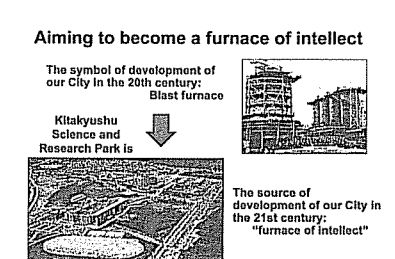 Aiming to become a furnace of intellect
The symbol of development of
our City in the 20th century:
Blast furnace
Kitakyushu
Science and
Research Park is
The source of
development of our City in
the 21st century:
"furnace of intellect"